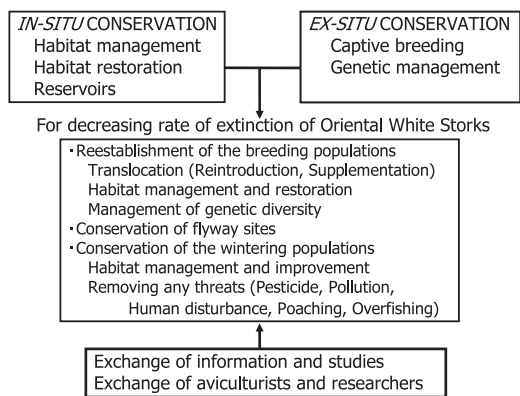 IN-SITU CONSERVATION
Habitat management
Habitat restoration
Reservoirs
EX-SITU CONSERVATION
Captive breeding
Genetic management
For decreasing rate of extinction of Oriental White Storks
・Reestablishment of the breeding populations
Translocation (Reintroduction, Supplementation)
Habitat management and restoration
Management of genetic diversity
・Conservation of flyway sites
・Conservation of the wintering populations
Habitat management and improvement
Removing any threats (Pesticide, Pollution,
Human disturbance, Poaching, Overfishing)
Exchange of information and studies
Exchange of aviculturists and researchers